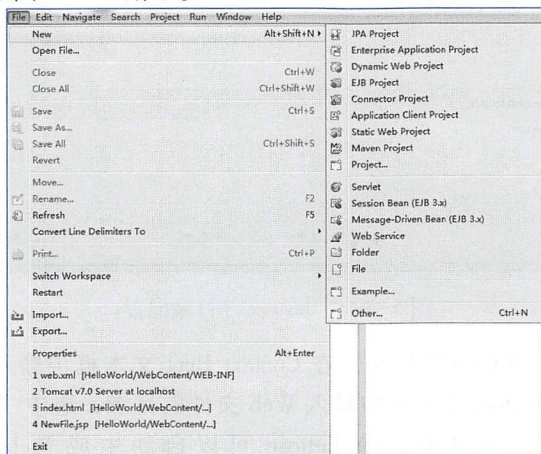 File Edit Navigate Search Project Run Window Help
New Alt+Shift+N
Open File...
Close Ctrl+W
Close All Ctrl+Shift+W
Save Ctrl+S
Save As...
Save All Ctrl+Shift+S
Revert
Move...
Rename... F2
Refresh F5
Convert Line Delimiters To
Print... Ctrl+P
Switch Workspace
Restart
Import...
Export...
Properties Alt+Enter
1 web.xml [HelloWorld/WebContent/WEB-INF]
2 Tomcat v7.0 Server at localhost
3 index.html [HelloWorld/WebContent/...]
4 NewFile.jsp [HelloWorld/WebContent/...]
Exit
JPA Project
Enterprise Application Project
Dynamic Web Project
EJB Project
Connector Project
Application Client Project
Static Web Project
Maven Project
Project...
Servlet
Session Bean (EJB 3.x)
Message-Driven Bean (EJB 3.x)
Web Service
Folder
File
Example...
Other... Ctrl+N